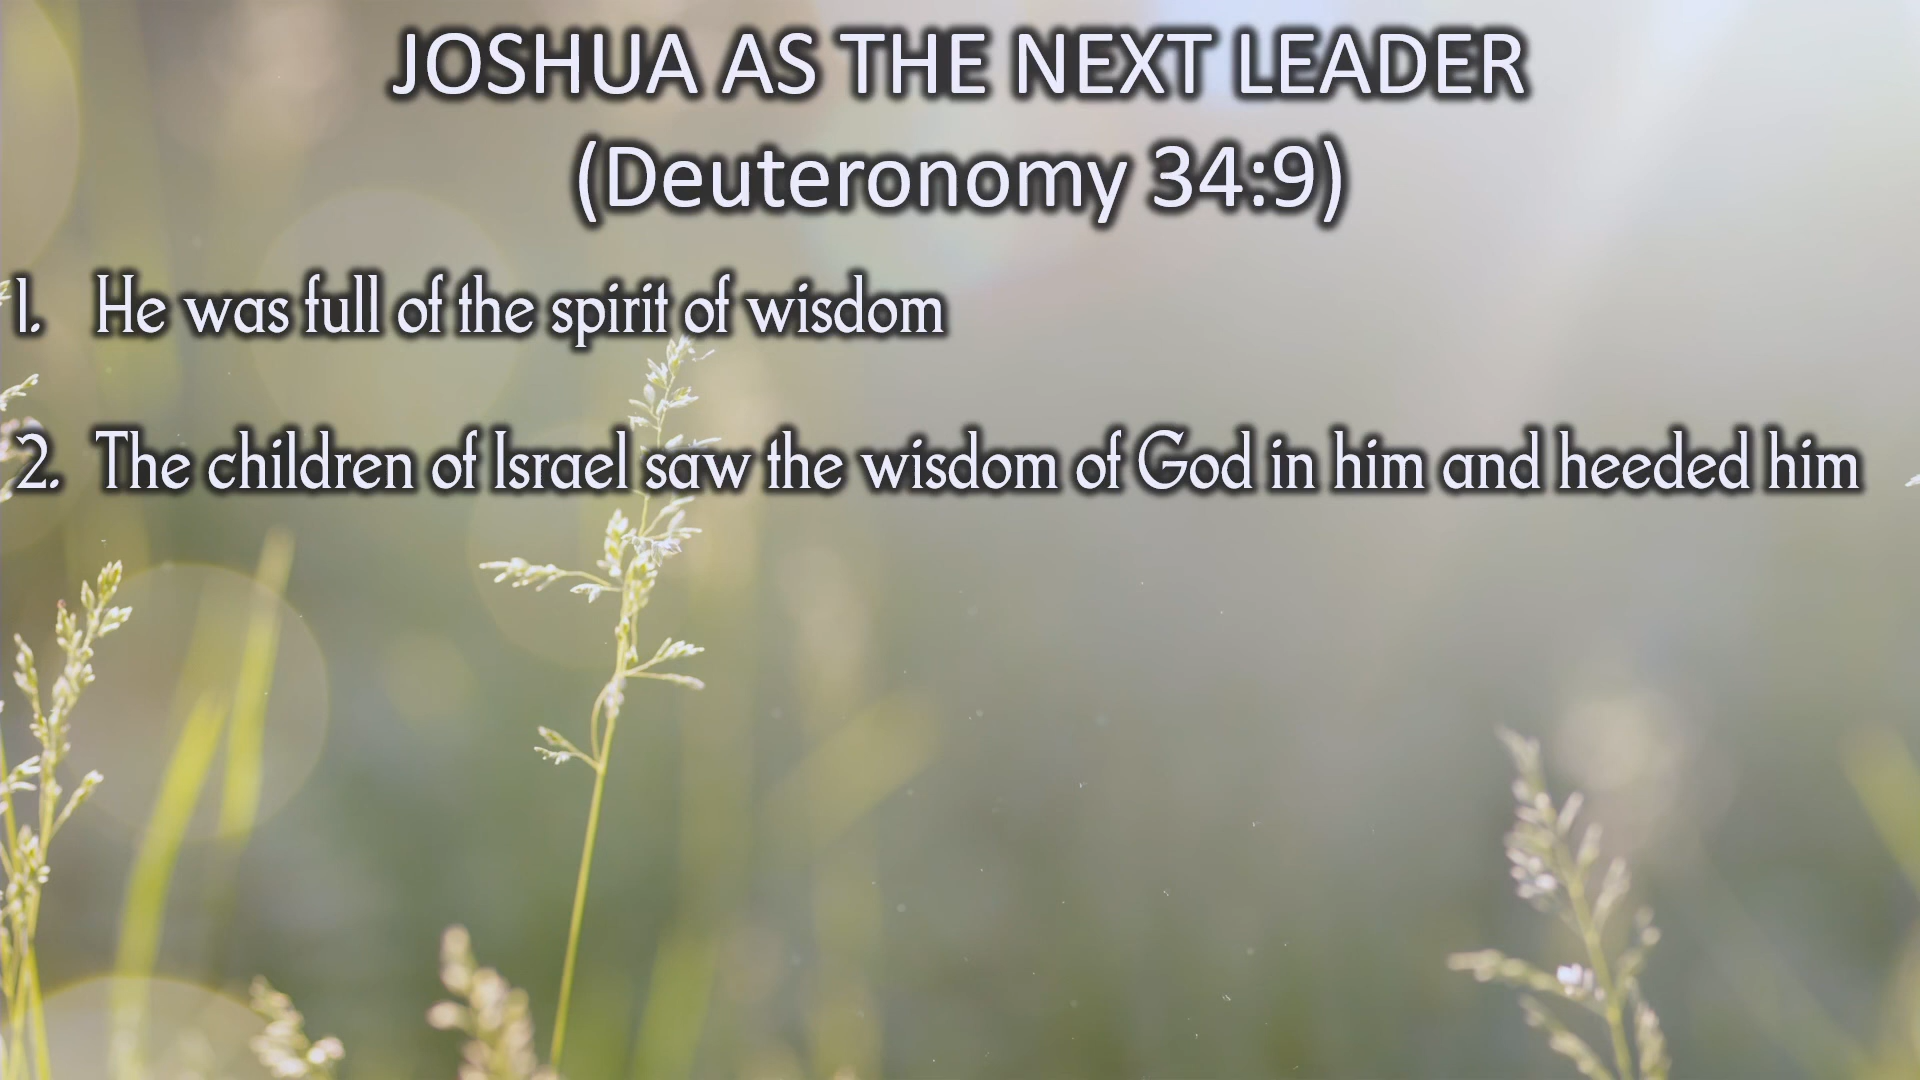 JOSHUA AS THE NEXT LEADER
(Deuteronomy 34:9)
1. He was full of the spirit of wisdom
2. The children of Israel saw the wisdom of God in him and heeded him